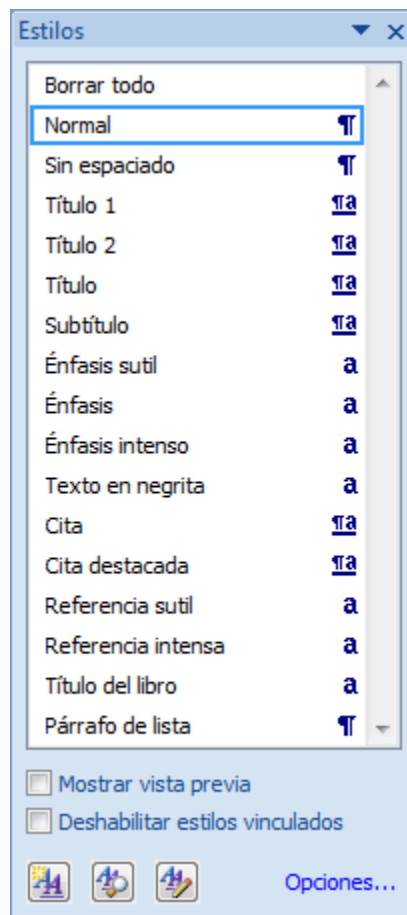 Estilos
Borrar todo
Normal ¶
Sin espaciado ¶
Título 1 ¶a
Título 2 ¶a
Título ¶a
Subtítulo ¶a
Énfasis sutil a
Énfasis a
Énfasis intenso a
Texto en negrita a
Cita ¶a
Cita destacada ¶a
Referencia sutil a
Referencia intensa a
Título del libro a
Párrafo de lista ¶
Mostrar vista previa
Deshabilitar estilos vinculados
Opciones...